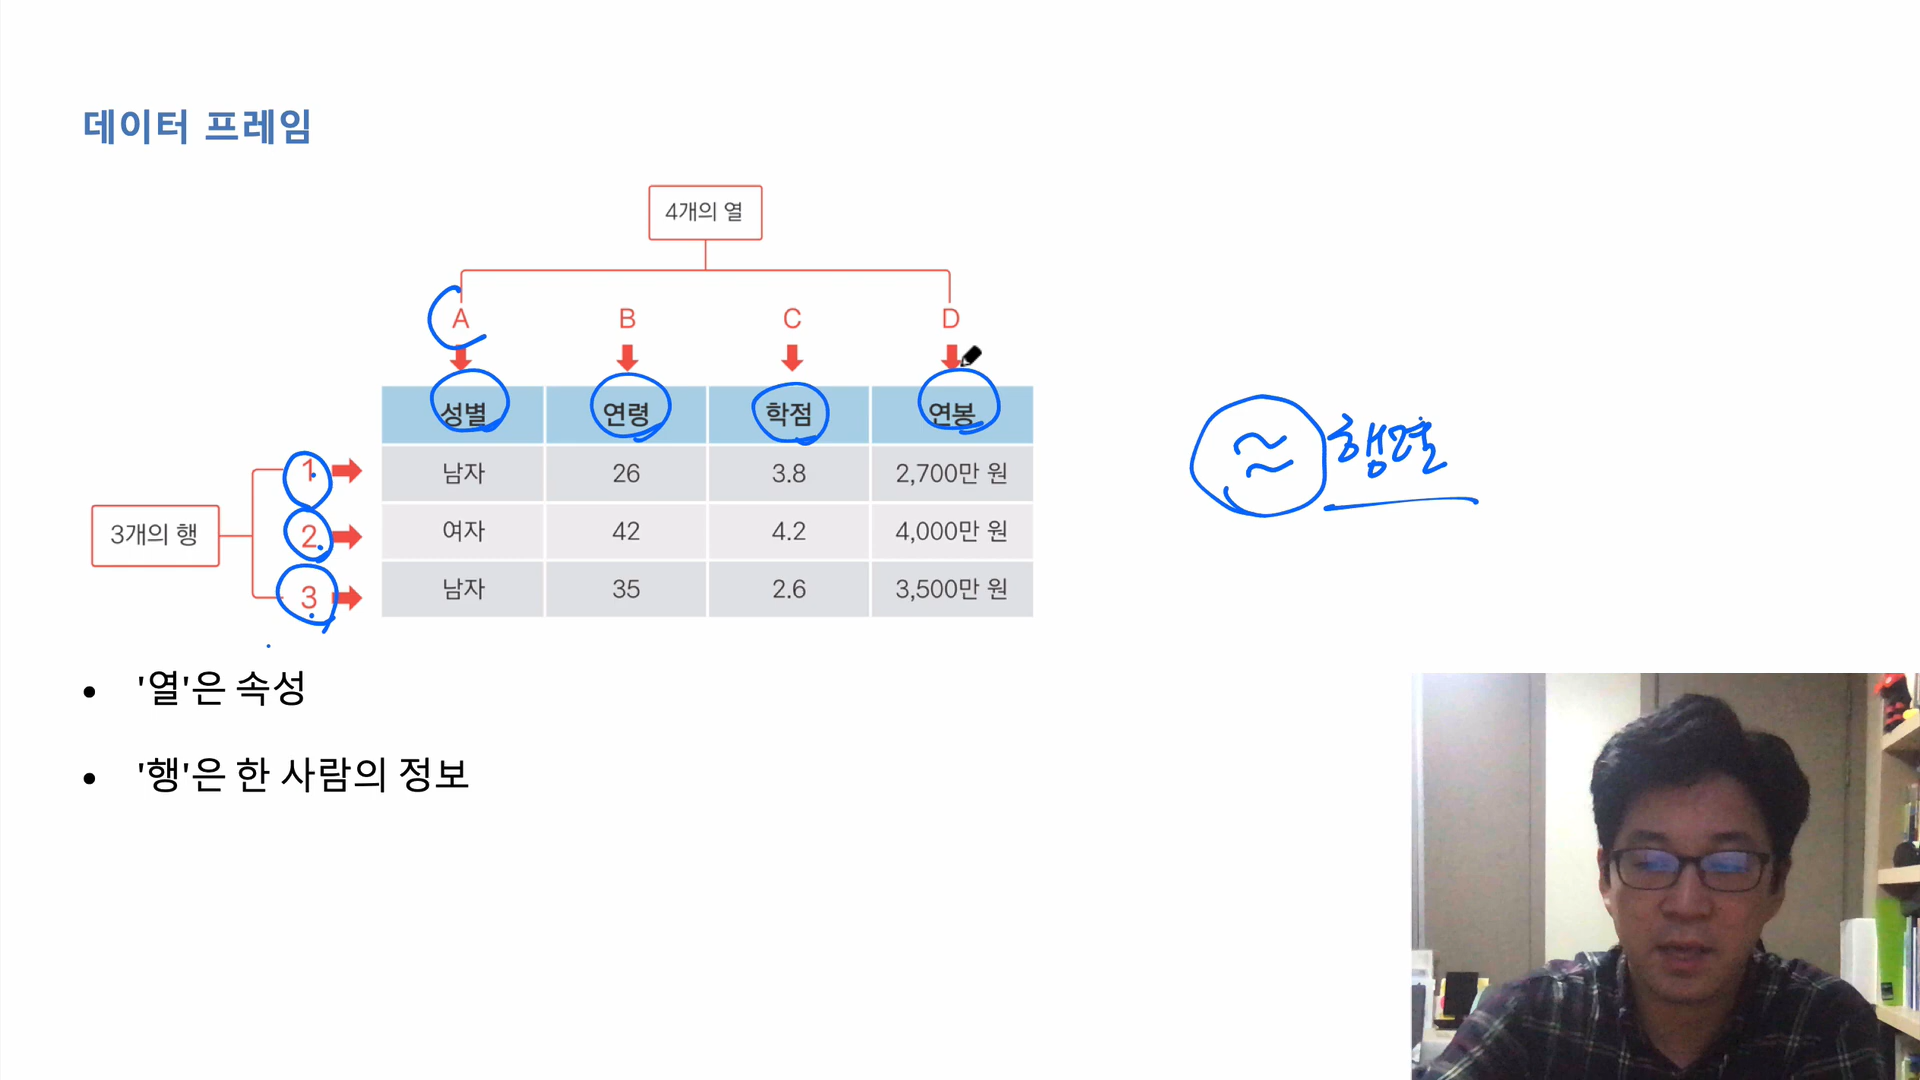 데이터 프레임
4개의 열
A B C D
성별 연령 학점 연봉
3개의 행
1 남자 26 3.8 2,700만 원
2 여자 42 4.2 4,000만 원
3 남자 35 2.6 3,500만 원
≈ 행렬
'열'은 속성
'행'은 한 사람의 정보